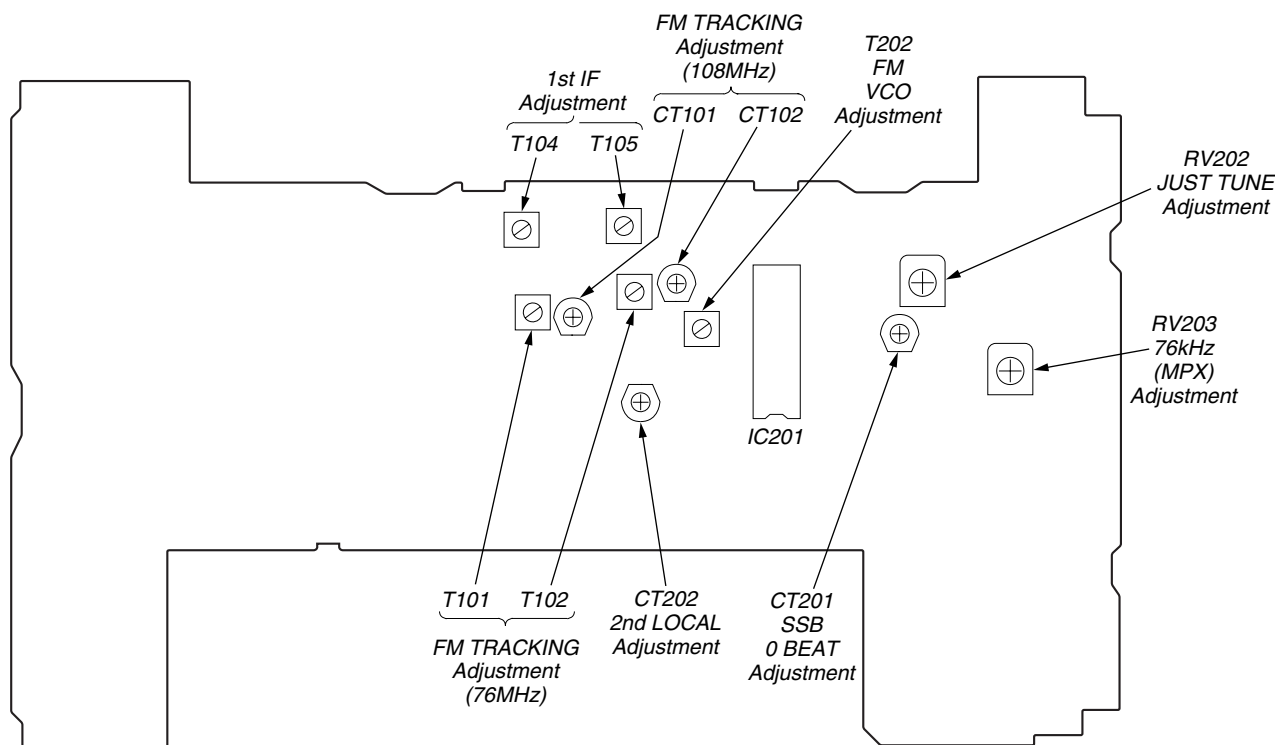 FM TRACKING
Adjustment
(108MHz)
CT101 CT102
1st IF
Adjustment
T104 T105
T202
FM
VCO
Adjustment
RV202
JUST TUNE
Adjustment
RV203
76kHz
(MPX)
Adjustment
IC201
T101 T102
FM TRACKING
Adjustment
(76MHz)
CT202
2nd LOCAL
Adjustment
CT201
SSB
0 BEAT
Adjustment